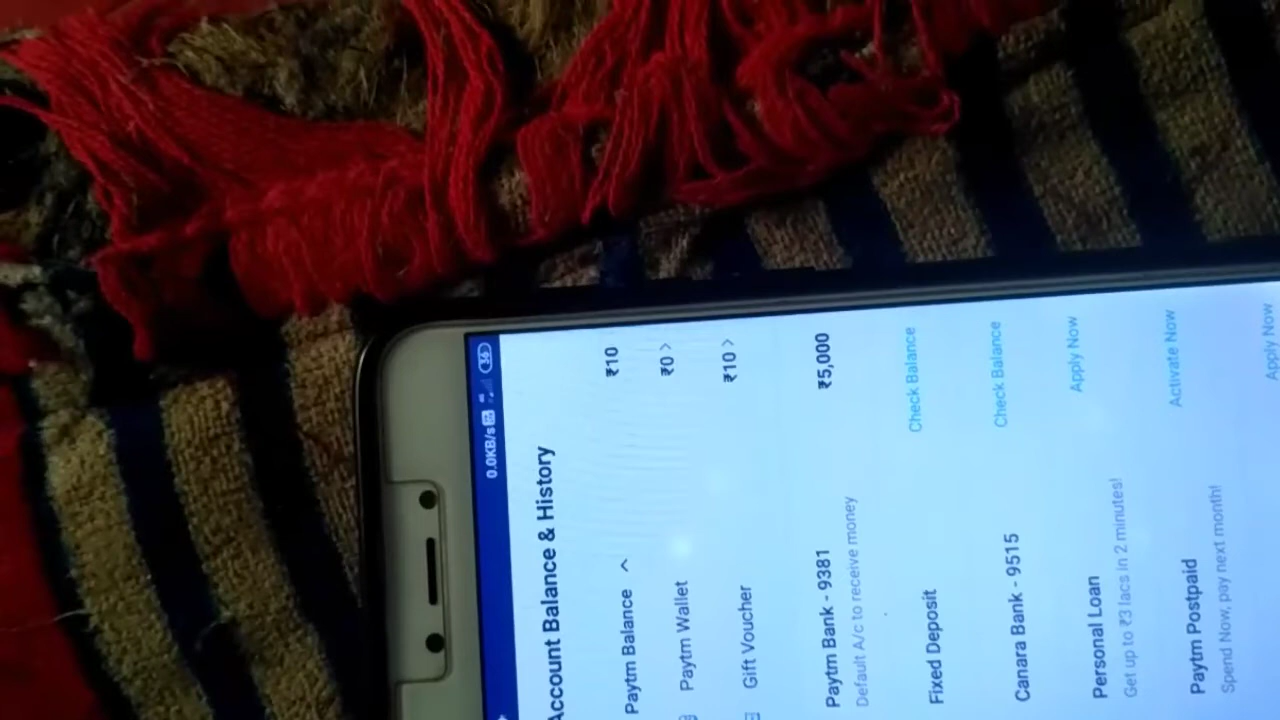 0.0KB/s 4G 36
Account Balance & History
Paytm Balance ₹10
Paytm Wallet ₹0
Gift Voucher ₹10
Paytm Bank - 9381 ₹5,000
Default A/c to receive money
Fixed Deposit Check Balance
Canara Bank - 9515 Check Balance
Personal Loan Apply Now
Get up to ₹3 lacs in 2 minutes!
Paytm Postpaid Activate Now
Spend Now, pay next month!
Apply Now